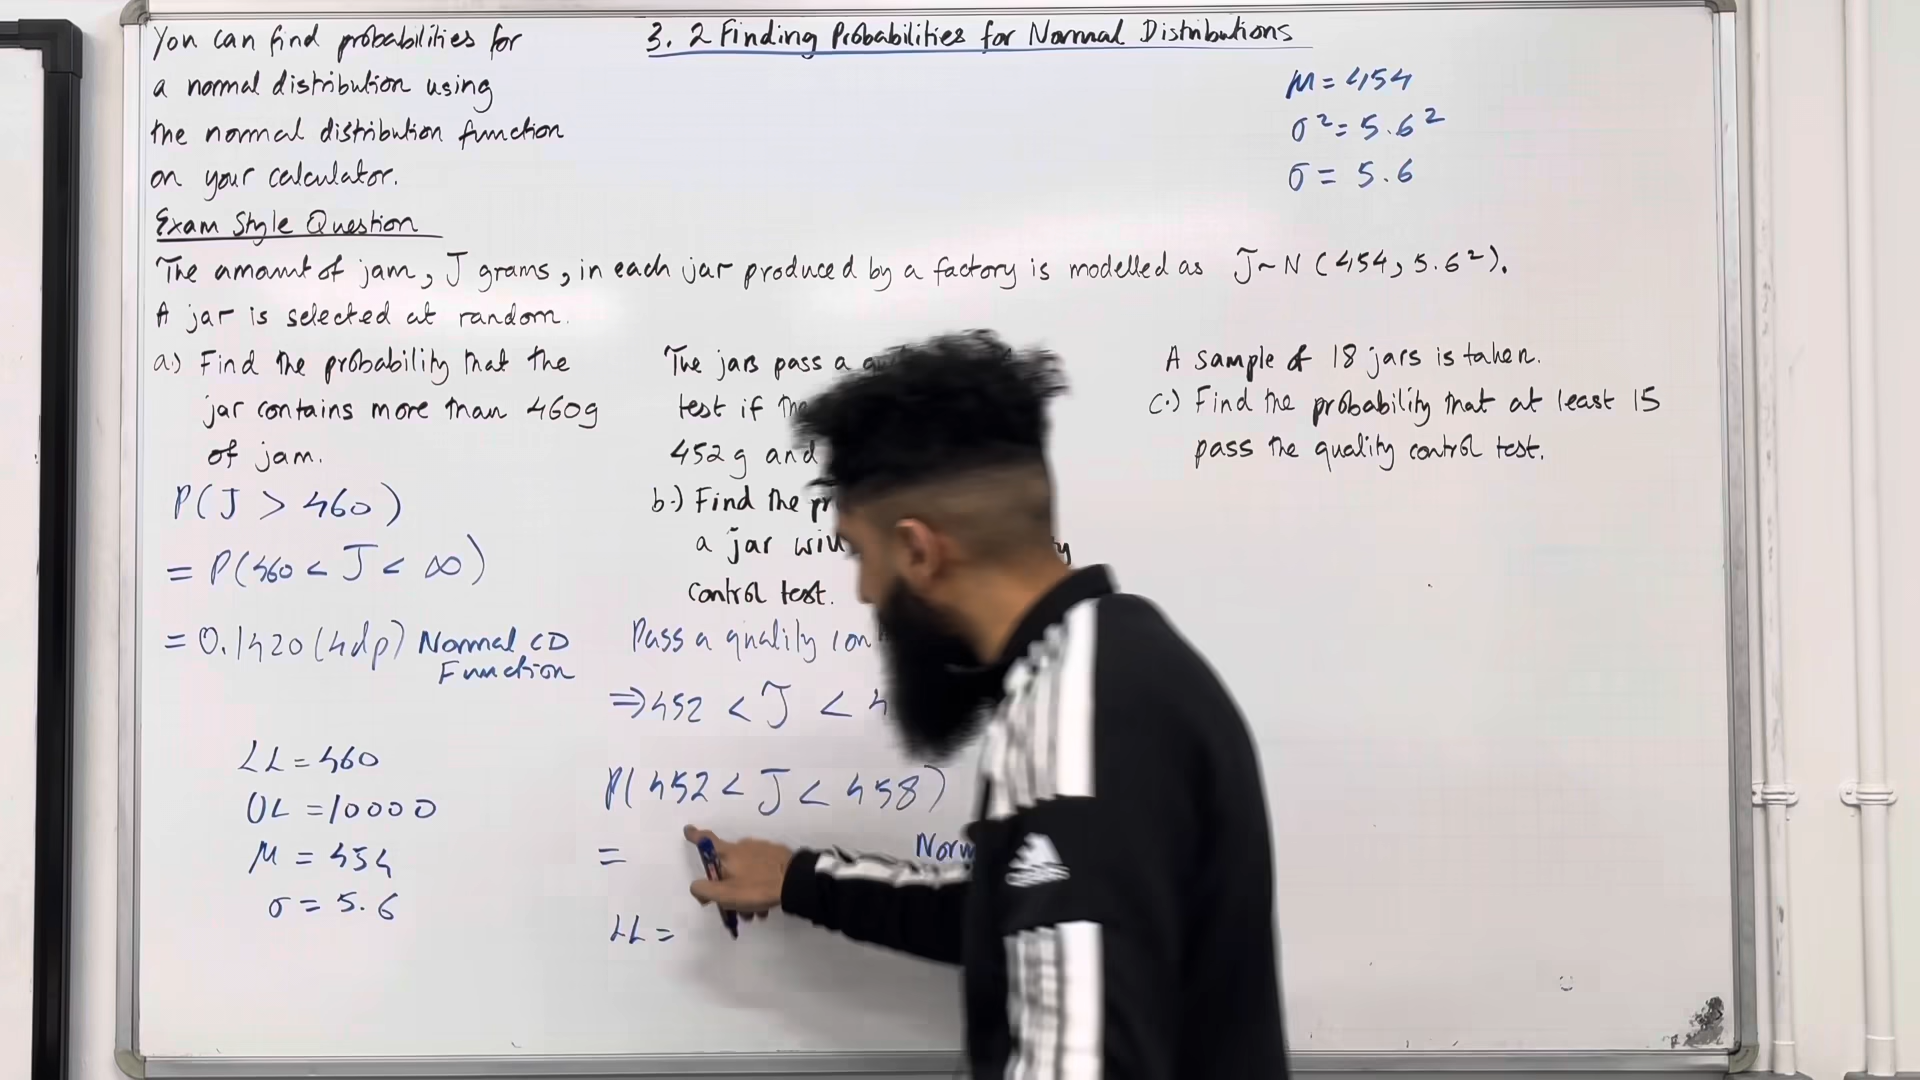 You can find probabilities for
a normal distribution using
the normal distribution function
on your calculator.
3.2 Finding Probabilities for Normal Distributions
μ = 454
σ² = 5.6²
σ = 5.6
Exam Style Question
The amount of jam, J grams, in each jar produced by a factory is modelled as J ~ N (454, 5.6²).
A jar is selected at random.
a.) Find the probability that the
jar contains more than 460g
of jam.
P(J > 460)
= P(460 < J < ∞)
= 0.1420 (4dp) Normal CD
Function
LL = 460
UL = 10000
μ = 454
σ = 5.6
The jars pass a
test if
452g and
b.) Find the
a jar
control test.
Pass a quality
⇒ 452 < J <
P(452 < J < 458)
=
LL =
A sample of 18 jars is taken.
c.) Find the probability that at least 15
pass the quality control test.